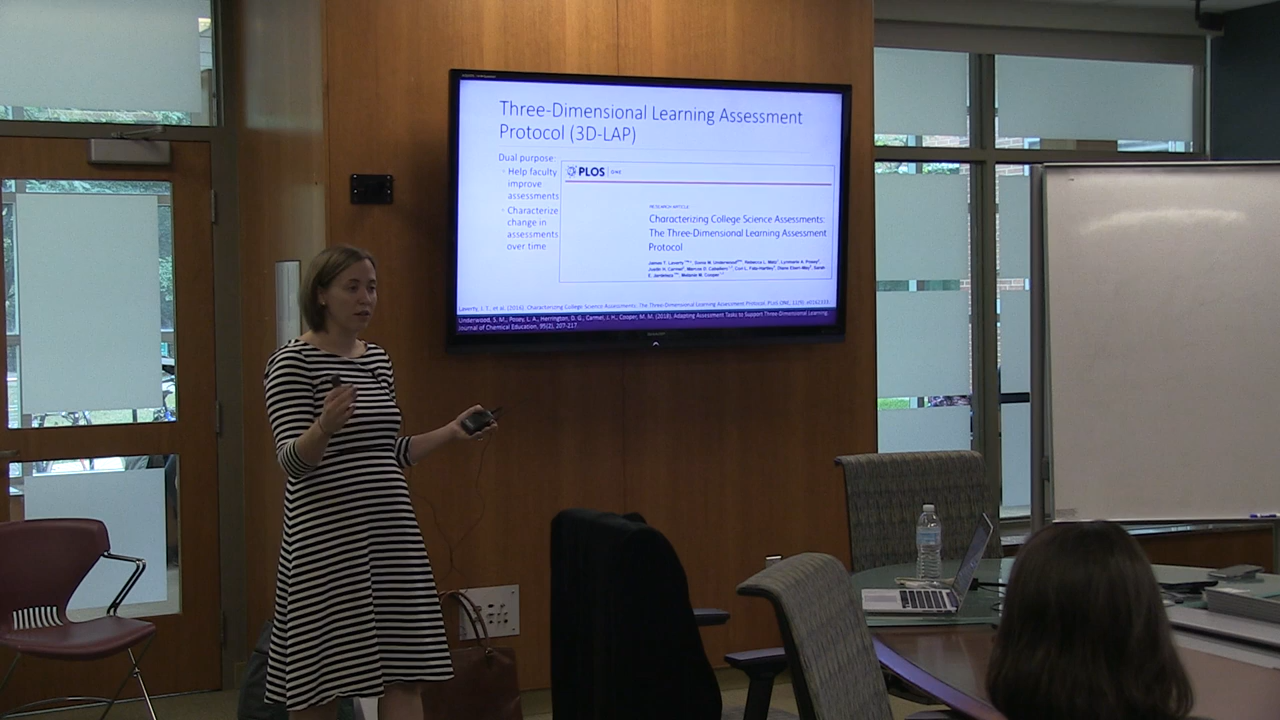 Three-Dimensional Learning Assessment
Protocol (3D-LAP)
Dual purpose:
Help faculty
improve
assessments
Characterize
change in
assessments
over time
PLOS | ONE
RESEARCH ARTICLE
Characterizing College Science Assessments:
The Three-Dimensional Learning Assessment
Protocol
Laverty, J. T., et al. (2016). Characterizing College Science Assessments: The Three-Dimensional Learning Assessment Protocol. PLoS ONE, 11(9)
Underwood, S. M., Posey, L. A., Herrington, D. G., Carmel, J. H., Cooper, M. M. (2018). Adapting Assessment Tasks to Support Three-Dimensional Learning.
Journal of Chemical Education, 95(2), 207-217.